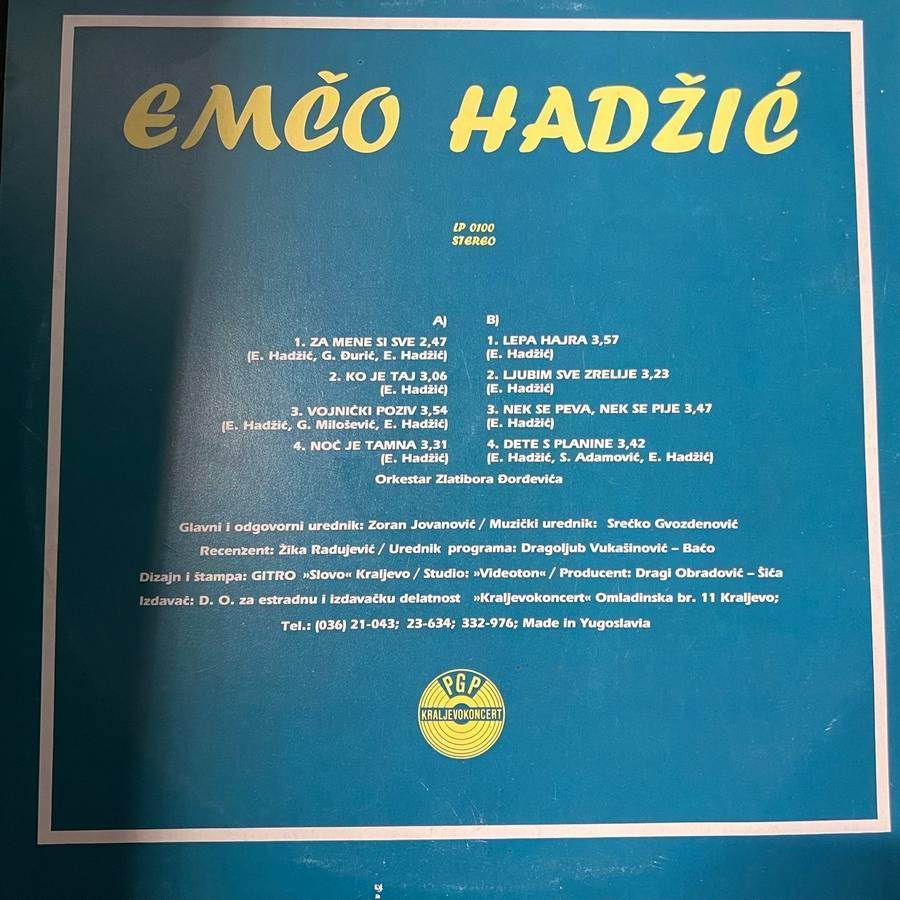 EMČO HADŽIĆ
LP 0100
STEREO
A)
1. ZA MENE SI SVE 2,47
(E. Hadžić, G. Đurić, E. Hadžić)
2. KO JE TAJ 3,06
(E. Hadžić)
3. VOJNIČKI POZIV 3,54
(E. Hadžić, G. Milošević, E. Hadžić)
4. NOĆ JE TAMNA 3,31
(E. Hadžić)
B)
1. LEPA HAJRA 3,57
(E. Hadžić)
2. LJUBIM SVE ZRELIJE 3,23
(E. Hadžić)
3. NEK SE PEVA, NEK SE PIJE 3,47
(E. Hadžić)
4. DETE S PLANINE 3,42
(E. Hadžić, S. Adamović, E. Hadžić)
Orkestar Zlatibora Đorđevića
Glavni i odgovorni urednik: Zoran Jovanović / Muzički urednik: Srećko Gvozdenović
Recenzent: Žika Radujević / Urednik programa: Dragoljub Vukašinović – Baćo
Dizajn i štampa: GITRO »Slovo« Kraljevo / Studio: »Videoton« / Producent: Dragi Obradović – Šića
Izdavač: D. O. za estradnu i izdavačku delatnost »Kraljevokoncert« Omladinska br. 11 Kraljevo;
Tel.: (036) 21-043; 23-634; 332-976; Made in Yugoslavia
PGP
KRALJEVOKONCERT